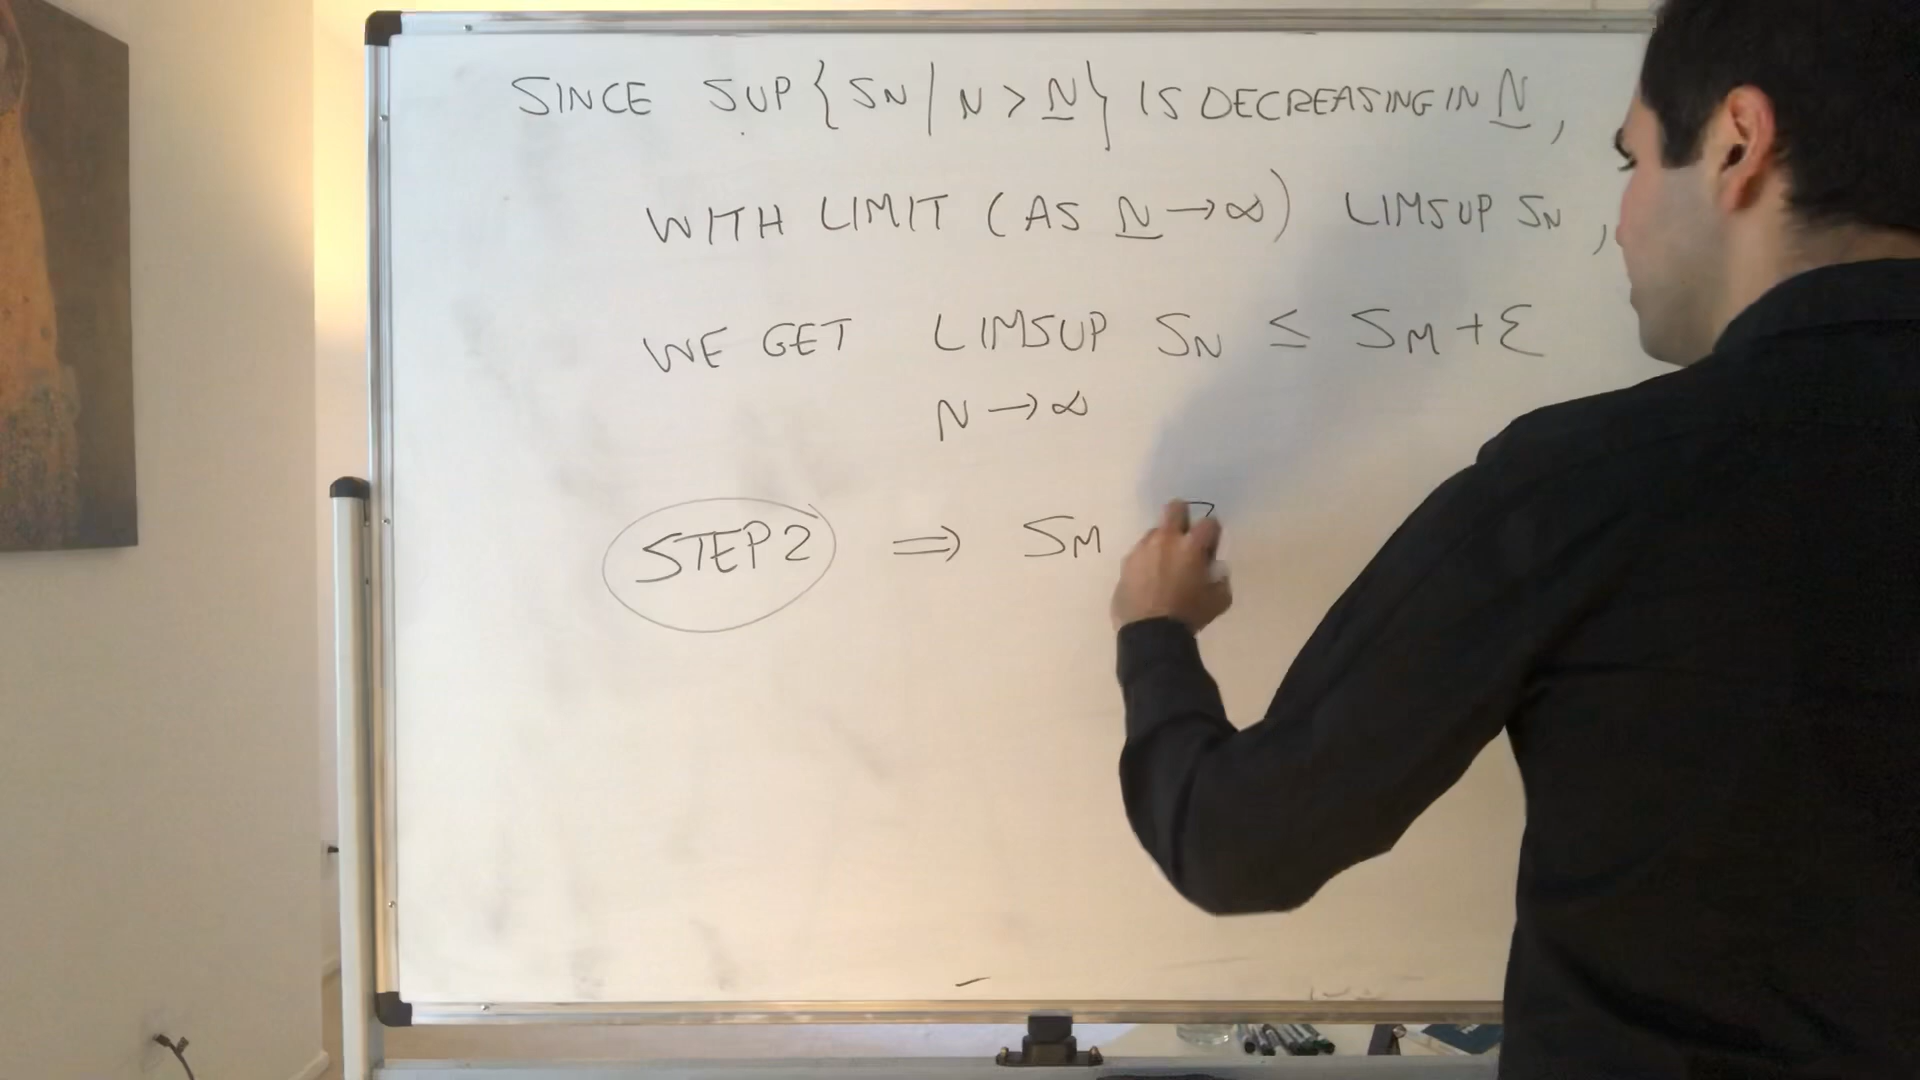 SINCE SUP { SN | N > N } IS DECREASING IN N,
WITH LIMIT (AS N → ∞) LIMSUP SN,
WE GET LIMSUP SN ≤ SM + ε
N → ∞
STEP 2 ⇒ SM